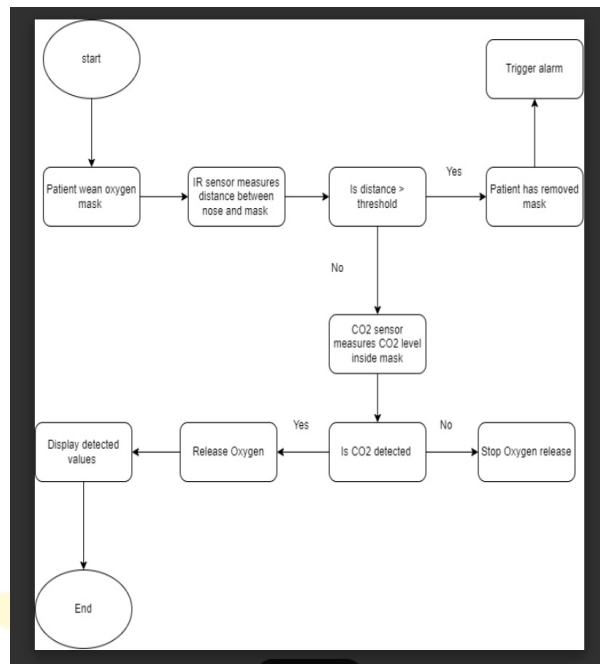 start
Trigger alarm
Patient wean oxygen
mask
IR sensor measures
distance between
nose and mask
Is distance >
threshold
Yes
Patient has removed
mask
No
CO2 sensor
measures CO2 level
inside mask
Display detected
values
Release Oxygen
Yes
Is CO2 detected
No
Stop Oxygen release
End